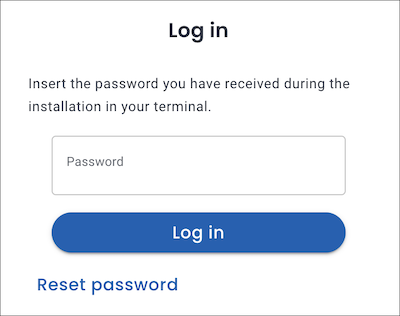 Log in
Insert the password you have received during the
installation in your terminal.
Password
Log in
Reset password